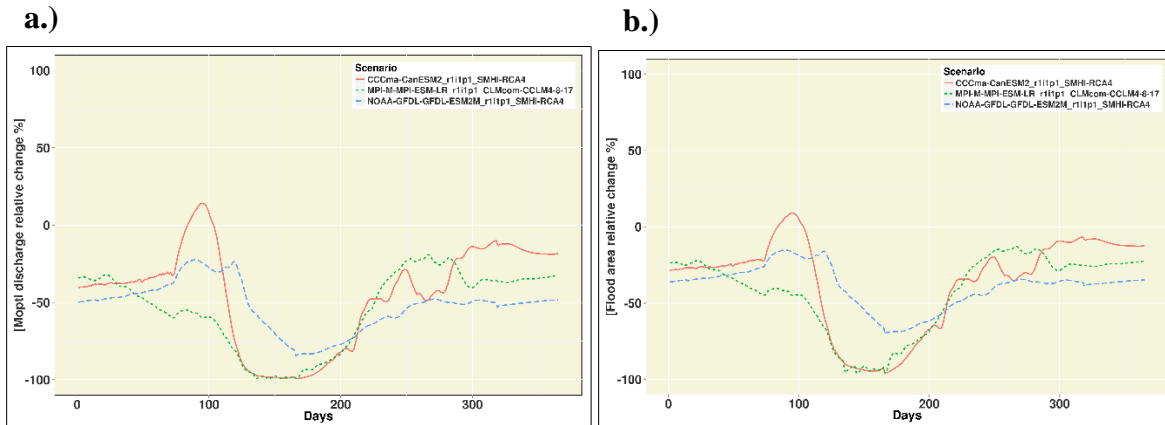 a.)
b.)
[Mopti discharge relative change %]
100
50
0
-50
-100
0
100
200
300
Days
Scenario
CCCma-CanESM2_r1i1p1_SMHI-RCA4
MPI-M-MPI-ESM-LR_r1i1p1_CLMcom-CCLM4-8-17
NOAA-GFDL-GFDL-ESM2M_r1i1p1_SMHI-RCA4
[Flood area relative change %]
100
50
0
-50
-100
0
100
200
300
Days
Scenario
CCCma-CanESM2_r1i1p1_SMHI-RCA4
MPI-M-MPI-ESM-LR_r1i1p1_CLMcom-CCLM4-8-17
NOAA-GFDL-GFDL-ESM2M_r1i1p1_SMHI-RCA4